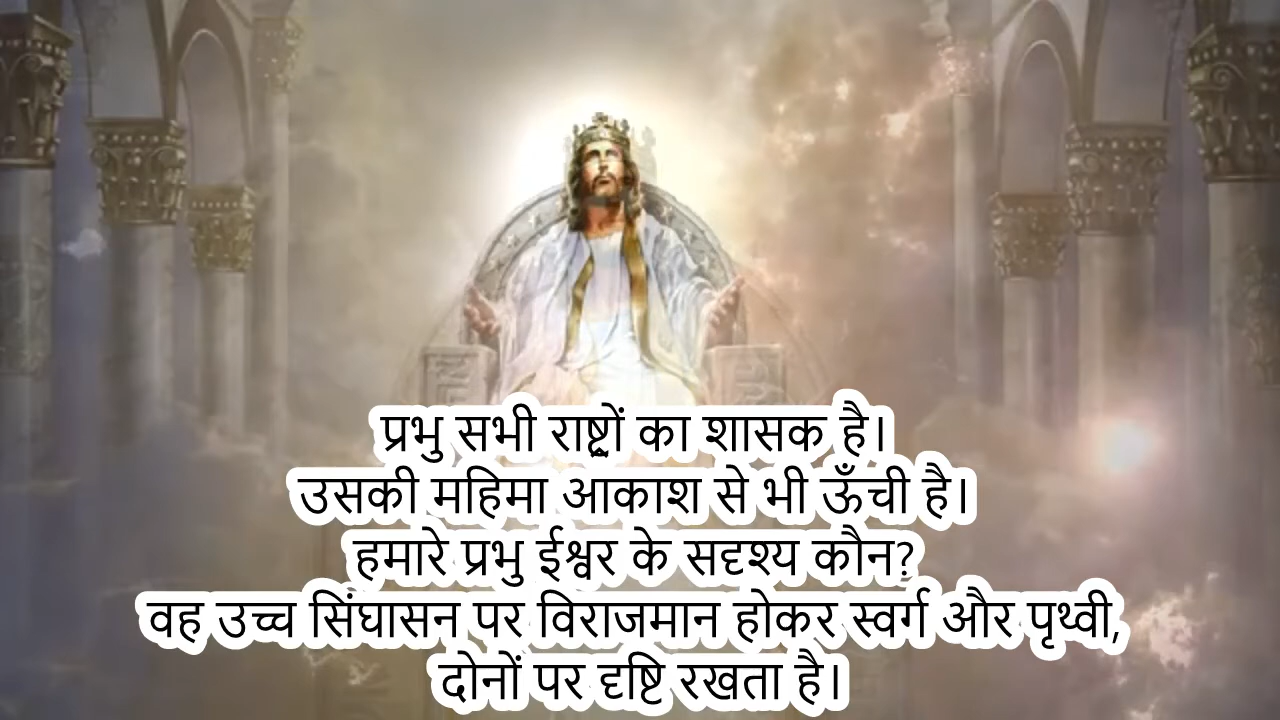 प्रभु सभी राष्ट्रों का शासक है।
उसकी महिमा आकाश से भी ऊँची है।
हमारे प्रभु ईश्वर के सदृश्य कौन?
वह उच्च सिंघासन पर विराजमान होकर स्वर्ग और पृथ्वी,
दोनों पर दृष्टि रखता है।